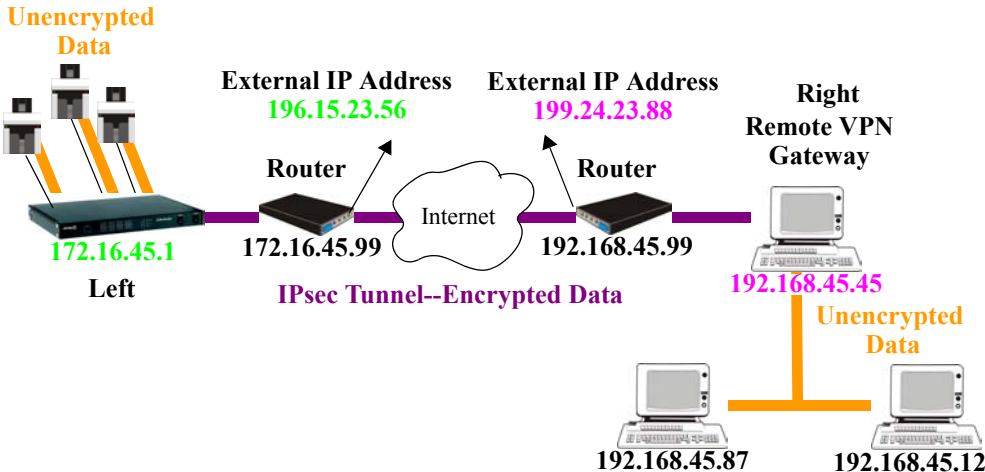 Unencrypted
Data
External IP Address
196.15.23.56
External IP Address
199.24.23.88
Right
Remote VPN
Gateway
Router
Router
Internet
172.16.45.1
172.16.45.99
192.168.45.99
Left
IPsec Tunnel--Encrypted Data
192.168.45.45
Unencrypted
Data
192.168.45.87
192.168.45.12